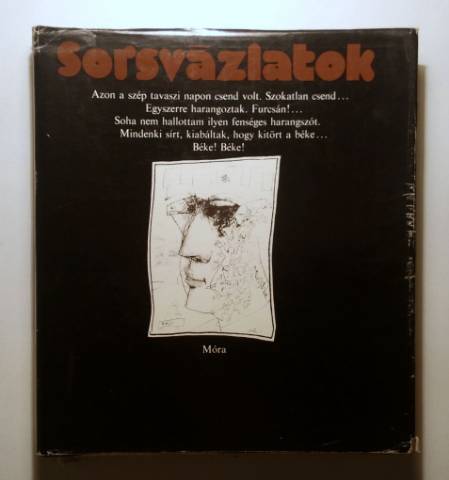 Sorsvázlatok
Azon a szép tavaszi napon csend volt. Szokatlan csend...
Egyszerre harangoztak. Furcsán!...
Soha nem hallottam ilyen fenséges harangszót.
Mindenki sírt, kiabáltak, hogy kitört a béke...
Béke! Béke!
Móra